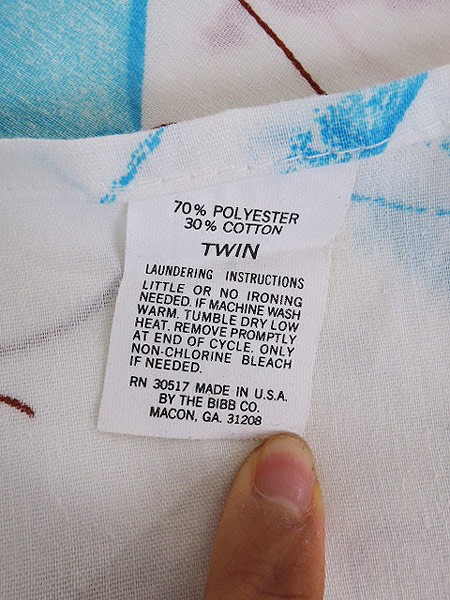 70% POLYESTER
30% COTTON
TWIN
LAUNDERING INSTRUCTIONS
LITTLE OR NO IRONING
NEEDED. IF MACHINE WASH
WARM. TUMBLE DRY LOW
HEAT. REMOVE PROMPTLY
AT END OF CYCLE. ONLY
NON-CHLORINE BLEACH
IF NEEDED.
RN 30517 MADE IN U.S.A.
BY THE BIBB CO.
MACON, GA. 31208